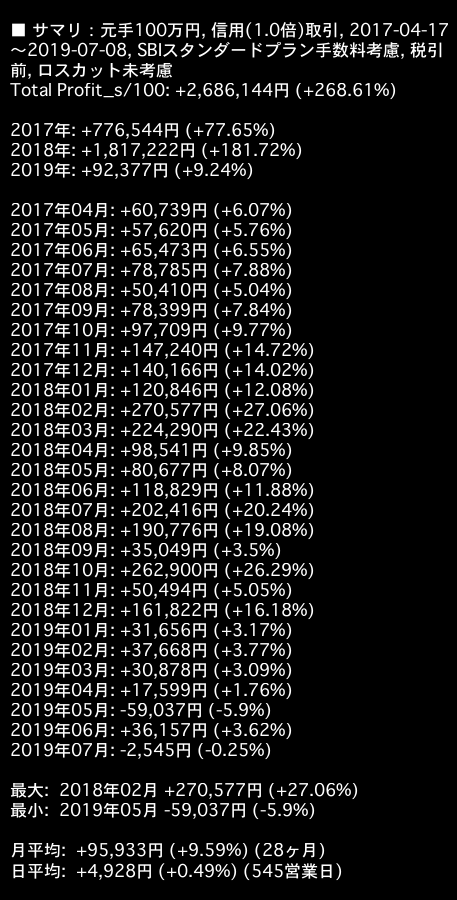 ■ サマリ：元手100万円, 信用(1.0倍)取引, 2017-04-17
〜2019-07-08, SBIスタンダードプラン手数料考慮, 税引
前, ロスカット未考慮
Total Profit_s/100: +2,686,144円 (+268.61%)
2017年: +776,544円 (+77.65%)
2018年: +1,817,222円 (+181.72%)
2019年: +92,377円 (+9.24%)
2017年04月: +60,739円 (+6.07%)
2017年05月: +57,620円 (+5.76%)
2017年06月: +65,473円 (+6.55%)
2017年07月: +78,785円 (+7.88%)
2017年08月: +50,410円 (+5.04%)
2017年09月: +78,399円 (+7.84%)
2017年10月: +97,709円 (+9.77%)
2017年11月: +147,240円 (+14.72%)
2017年12月: +140,166円 (+14.02%)
2018年01月: +120,846円 (+12.08%)
2018年02月: +270,577円 (+27.06%)
2018年03月: +224,290円 (+22.43%)
2018年04月: +98,541円 (+9.85%)
2018年05月: +80,677円 (+8.07%)
2018年06月: +118,829円 (+11.88%)
2018年07月: +202,416円 (+20.24%)
2018年08月: +190,776円 (+19.08%)
2018年09月: +35,049円 (+3.5%)
2018年10月: +262,900円 (+26.29%)
2018年11月: +50,494円 (+5.05%)
2018年12月: +161,822円 (+16.18%)
2019年01月: +31,656円 (+3.17%)
2019年02月: +37,668円 (+3.77%)
2019年03月: +30,878円 (+3.09%)
2019年04月: +17,599円 (+1.76%)
2019年05月: -59,037円 (-5.9%)
2019年06月: +36,157円 (+3.62%)
2019年07月: -2,545円 (-0.25%)
最大: 2018年02月 +270,577円 (+27.06%)
最小: 2019年05月 -59,037円 (-5.9%)
月平均: +95,933円 (+9.59%) (28ヶ月)
日平均: +4,928円 (+0.49%) (545営業日)